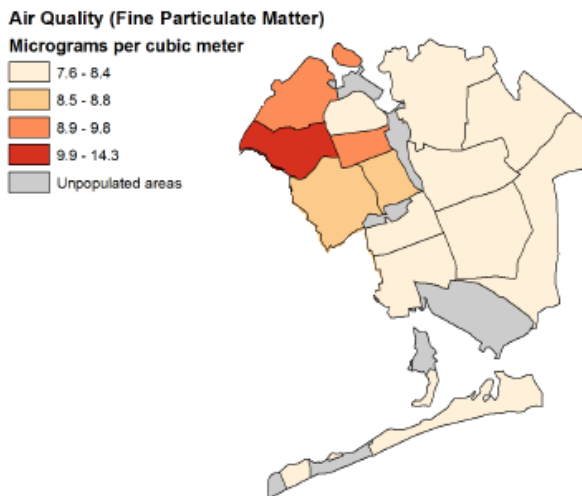 Air Quality (Fine Particulate Matter)
Micrograms per cubic meter
7.6 - 8.4
8.5 - 8.8
8.9 - 9.8
9.9 - 14.3
Unpopulated areas